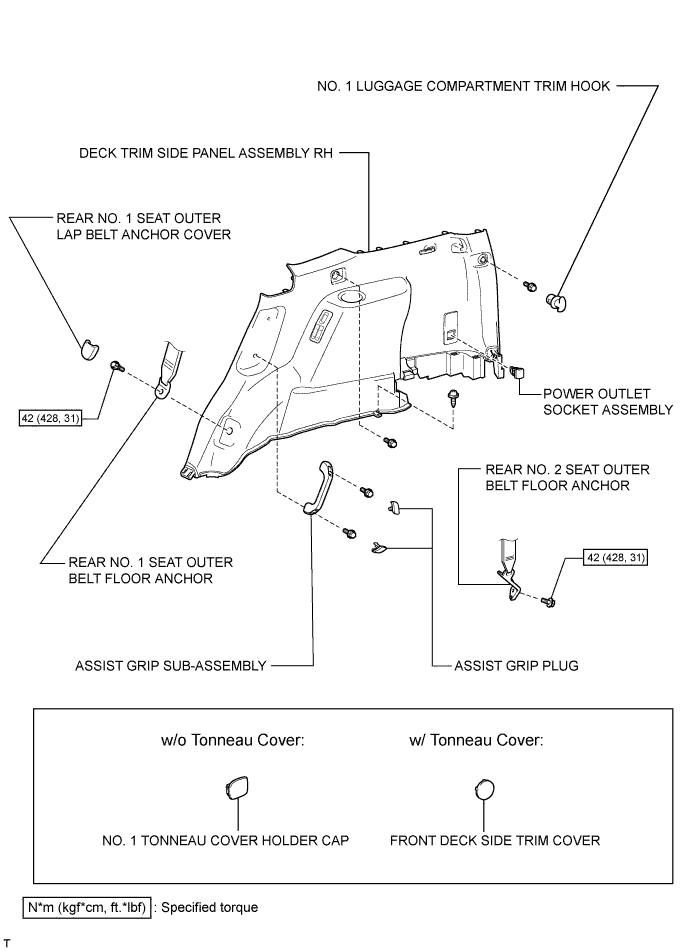 NO. 1 LUGGAGE COMPARTMENT TRIM HOOK
DECK TRIM SIDE PANEL ASSEMBLY RH
REAR NO. 1 SEAT OUTER
LAP BELT ANCHOR COVER
42 (428, 31)
POWER OUTLET
SOCKET ASSEMBLY
REAR NO. 2 SEAT OUTER
BELT FLOOR ANCHOR
REAR NO. 1 SEAT OUTER
BELT FLOOR ANCHOR
42 (428, 31)
ASSIST GRIP SUB-ASSEMBLY
ASSIST GRIP PLUG
w/o Tonneau Cover:
w/ Tonneau Cover:
NO. 1 TONNEAU COVER HOLDER CAP
FRONT DECK SIDE TRIM COVER
N*m (kgf*cm, ft.*lbf) : Specified torque
T